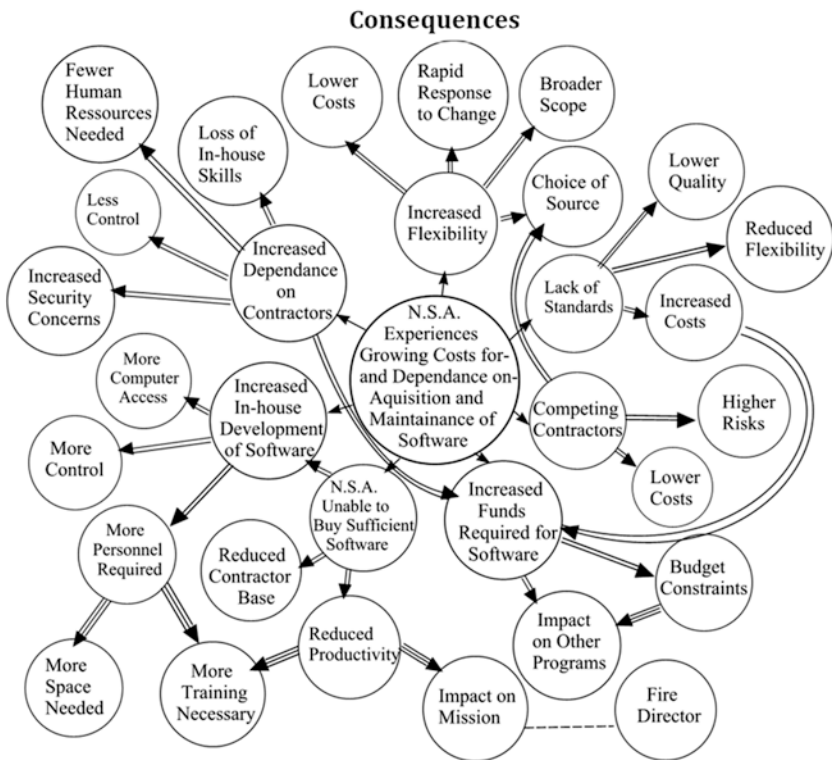 Consequences
Fewer
Human
Ressources
Needed
Lower
Costs
Rapid
Response
to Change
Broader
Scope
Loss of
In-house
Skills
Lower
Quality
Choice of
Source
Less
Control
Increased
Flexibility
Reduced
Flexibility
Increased
Dependance
on
Contractors
Increased
Security
Concerns
Lack of
Standards
Increased
Costs
N.S.A.
Experiences
Growing Costs for-
and Dependance on-
Aquisition and
Maintainance of
Software
More
Computer
Access
Increased
In-house
Development
of Software
Competing
Contractors
Higher
Risks
More
Control
Lower
Costs
N.S.A.
Unable to
Buy Sufficient
Software
Increased
Funds
Required for
Software
More
Personnel
Required
Reduced
Contractor
Base
Budget
Constraints
Reduced
Productivity
Impact
on Other
Programs
More
Space
Needed
More
Training
Necessary
Impact on
Mission
Fire
Director